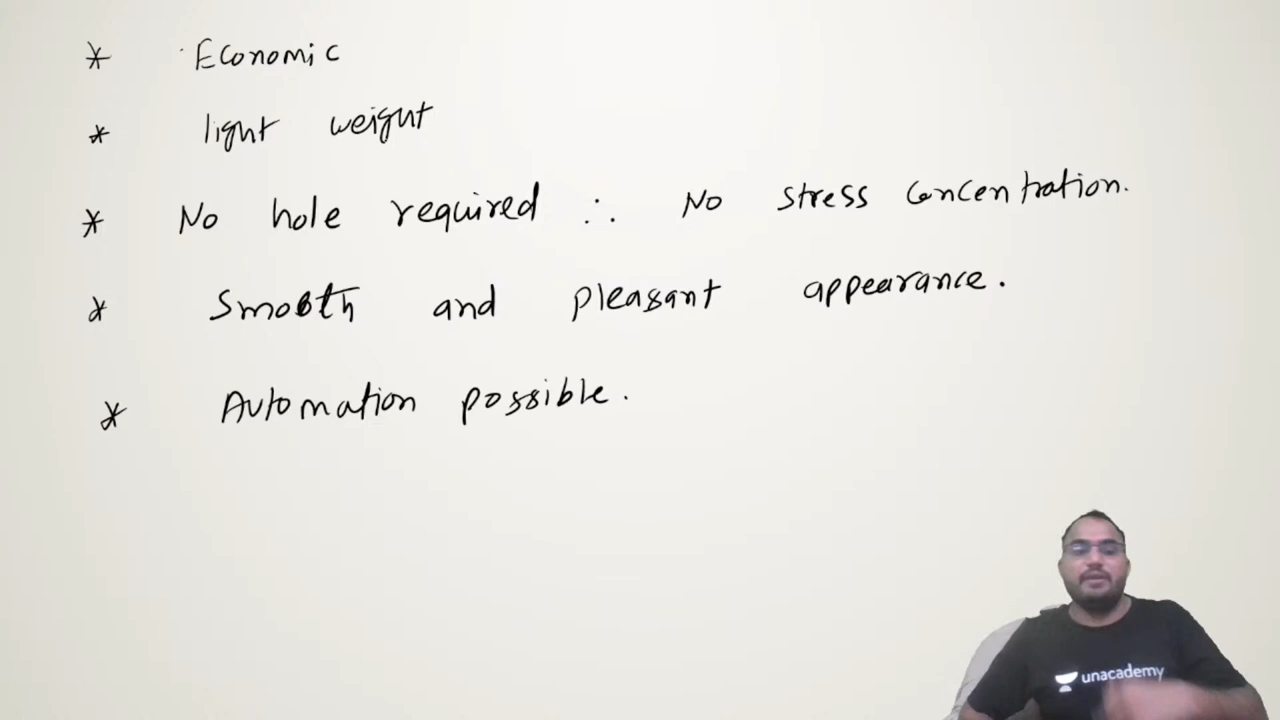 * Economic
* light weight
* No hole required ∴ No stress concentration.
* Smooth and pleasant appearance.
* Automation possible.
unacademy